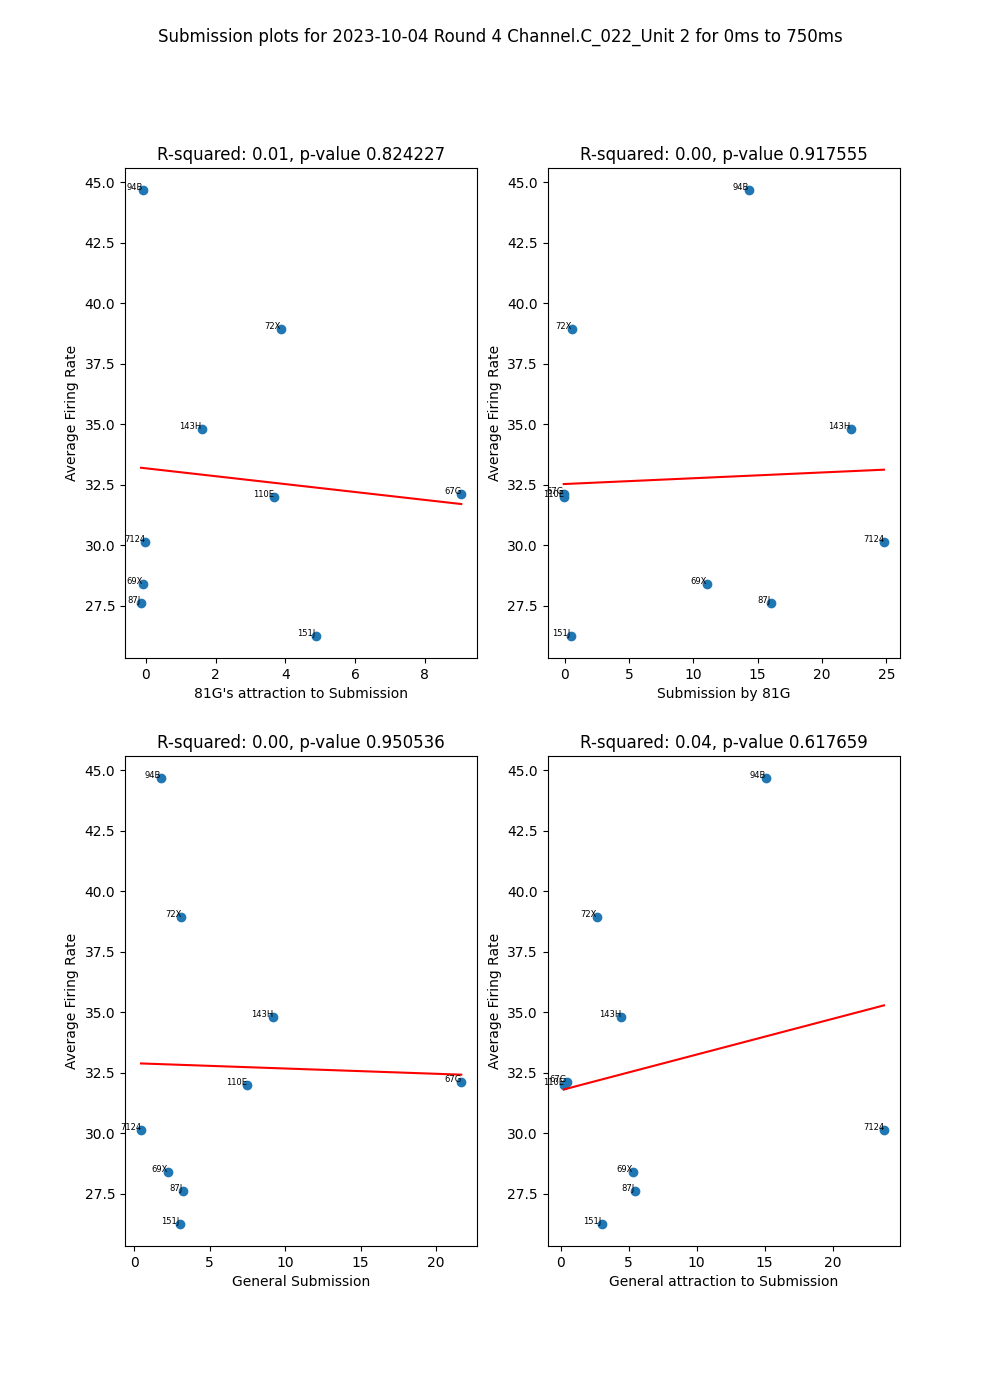 Submission plots for 2023-10-04 Round 4 Channel.C_022_Unit 2 for 0ms to 750ms
R-squared: 0.01, p-value 0.824227
45.0
42.5
40.0
37.5
35.0
32.5
30.0
27.5
Average Firing Rate
94B
72X
143H
110E
67G
7124
69X
87J
151J
0 2 4 6 8
81G's attraction to Submission
R-squared: 0.00, p-value 0.917555
45.0
42.5
40.0
37.5
35.0
32.5
30.0
27.5
Average Firing Rate
94B
72X
143H
67G
110E
7124
69X
87J
151J
0 5 10 15 20 25
Submission by 81G
R-squared: 0.00, p-value 0.950536
45.0
42.5
40.0
37.5
35.0
32.5
30.0
27.5
Average Firing Rate
94B
72X
143H
67G
110E
7124
69X
87J
151J
0 5 10 15 20
General Submission
R-squared: 0.04, p-value 0.617659
45.0
42.5
40.0
37.5
35.0
32.5
30.0
27.5
Average Firing Rate
94B
72X
143H
67G
110E
7124
69X
87J
151J
0 5 10 15 20
General attraction to Submission